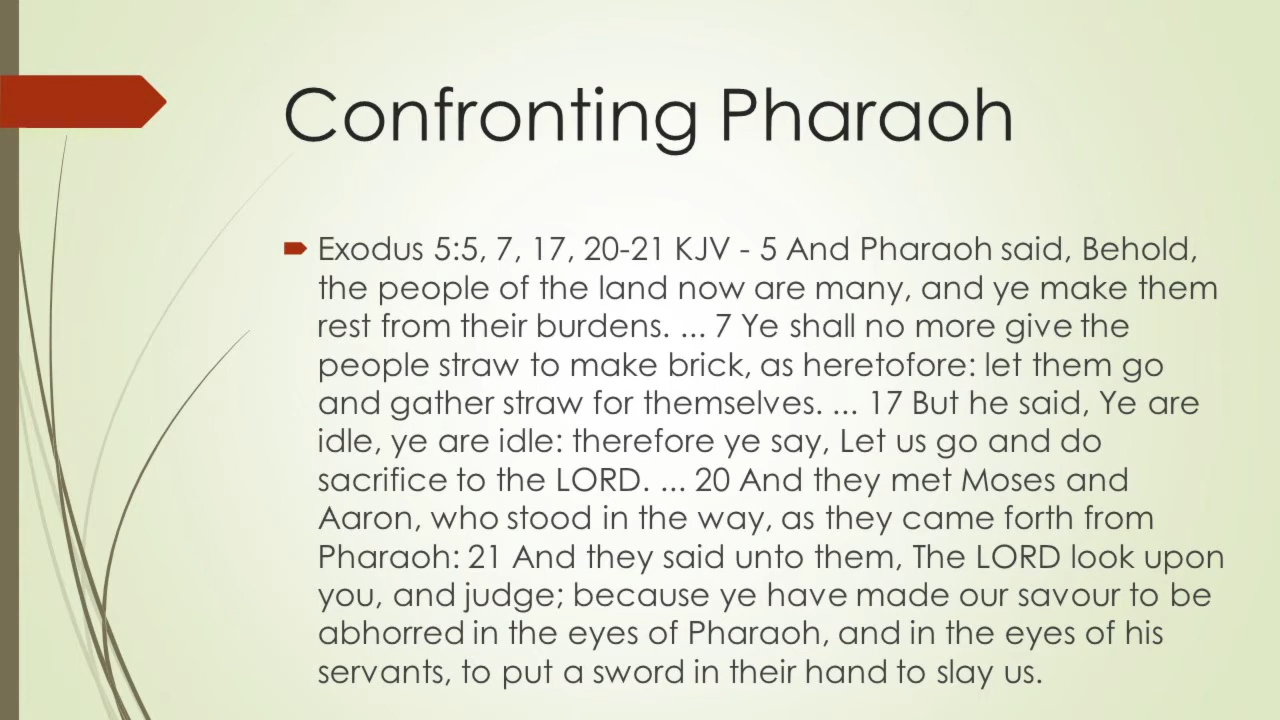 Confronting Pharaoh
Exodus 5:5, 7, 17, 20-21 KJV - 5 And Pharaoh said, Behold,
the people of the land now are many, and ye make them
rest from their burdens. ... 7 Ye shall no more give the
people straw to make brick, as heretofore: let them go
and gather straw for themselves. ... 17 But he said, Ye are
idle, ye are idle: therefore ye say, Let us go and do
sacrifice to the LORD. ... 20 And they met Moses and
Aaron, who stood in the way, as they came forth from
Pharaoh: 21 And they said unto them, The LORD look upon
you, and judge; because ye have made our savour to be
abhorred in the eyes of Pharaoh, and in the eyes of his
servants, to put a sword in their hand to slay us.